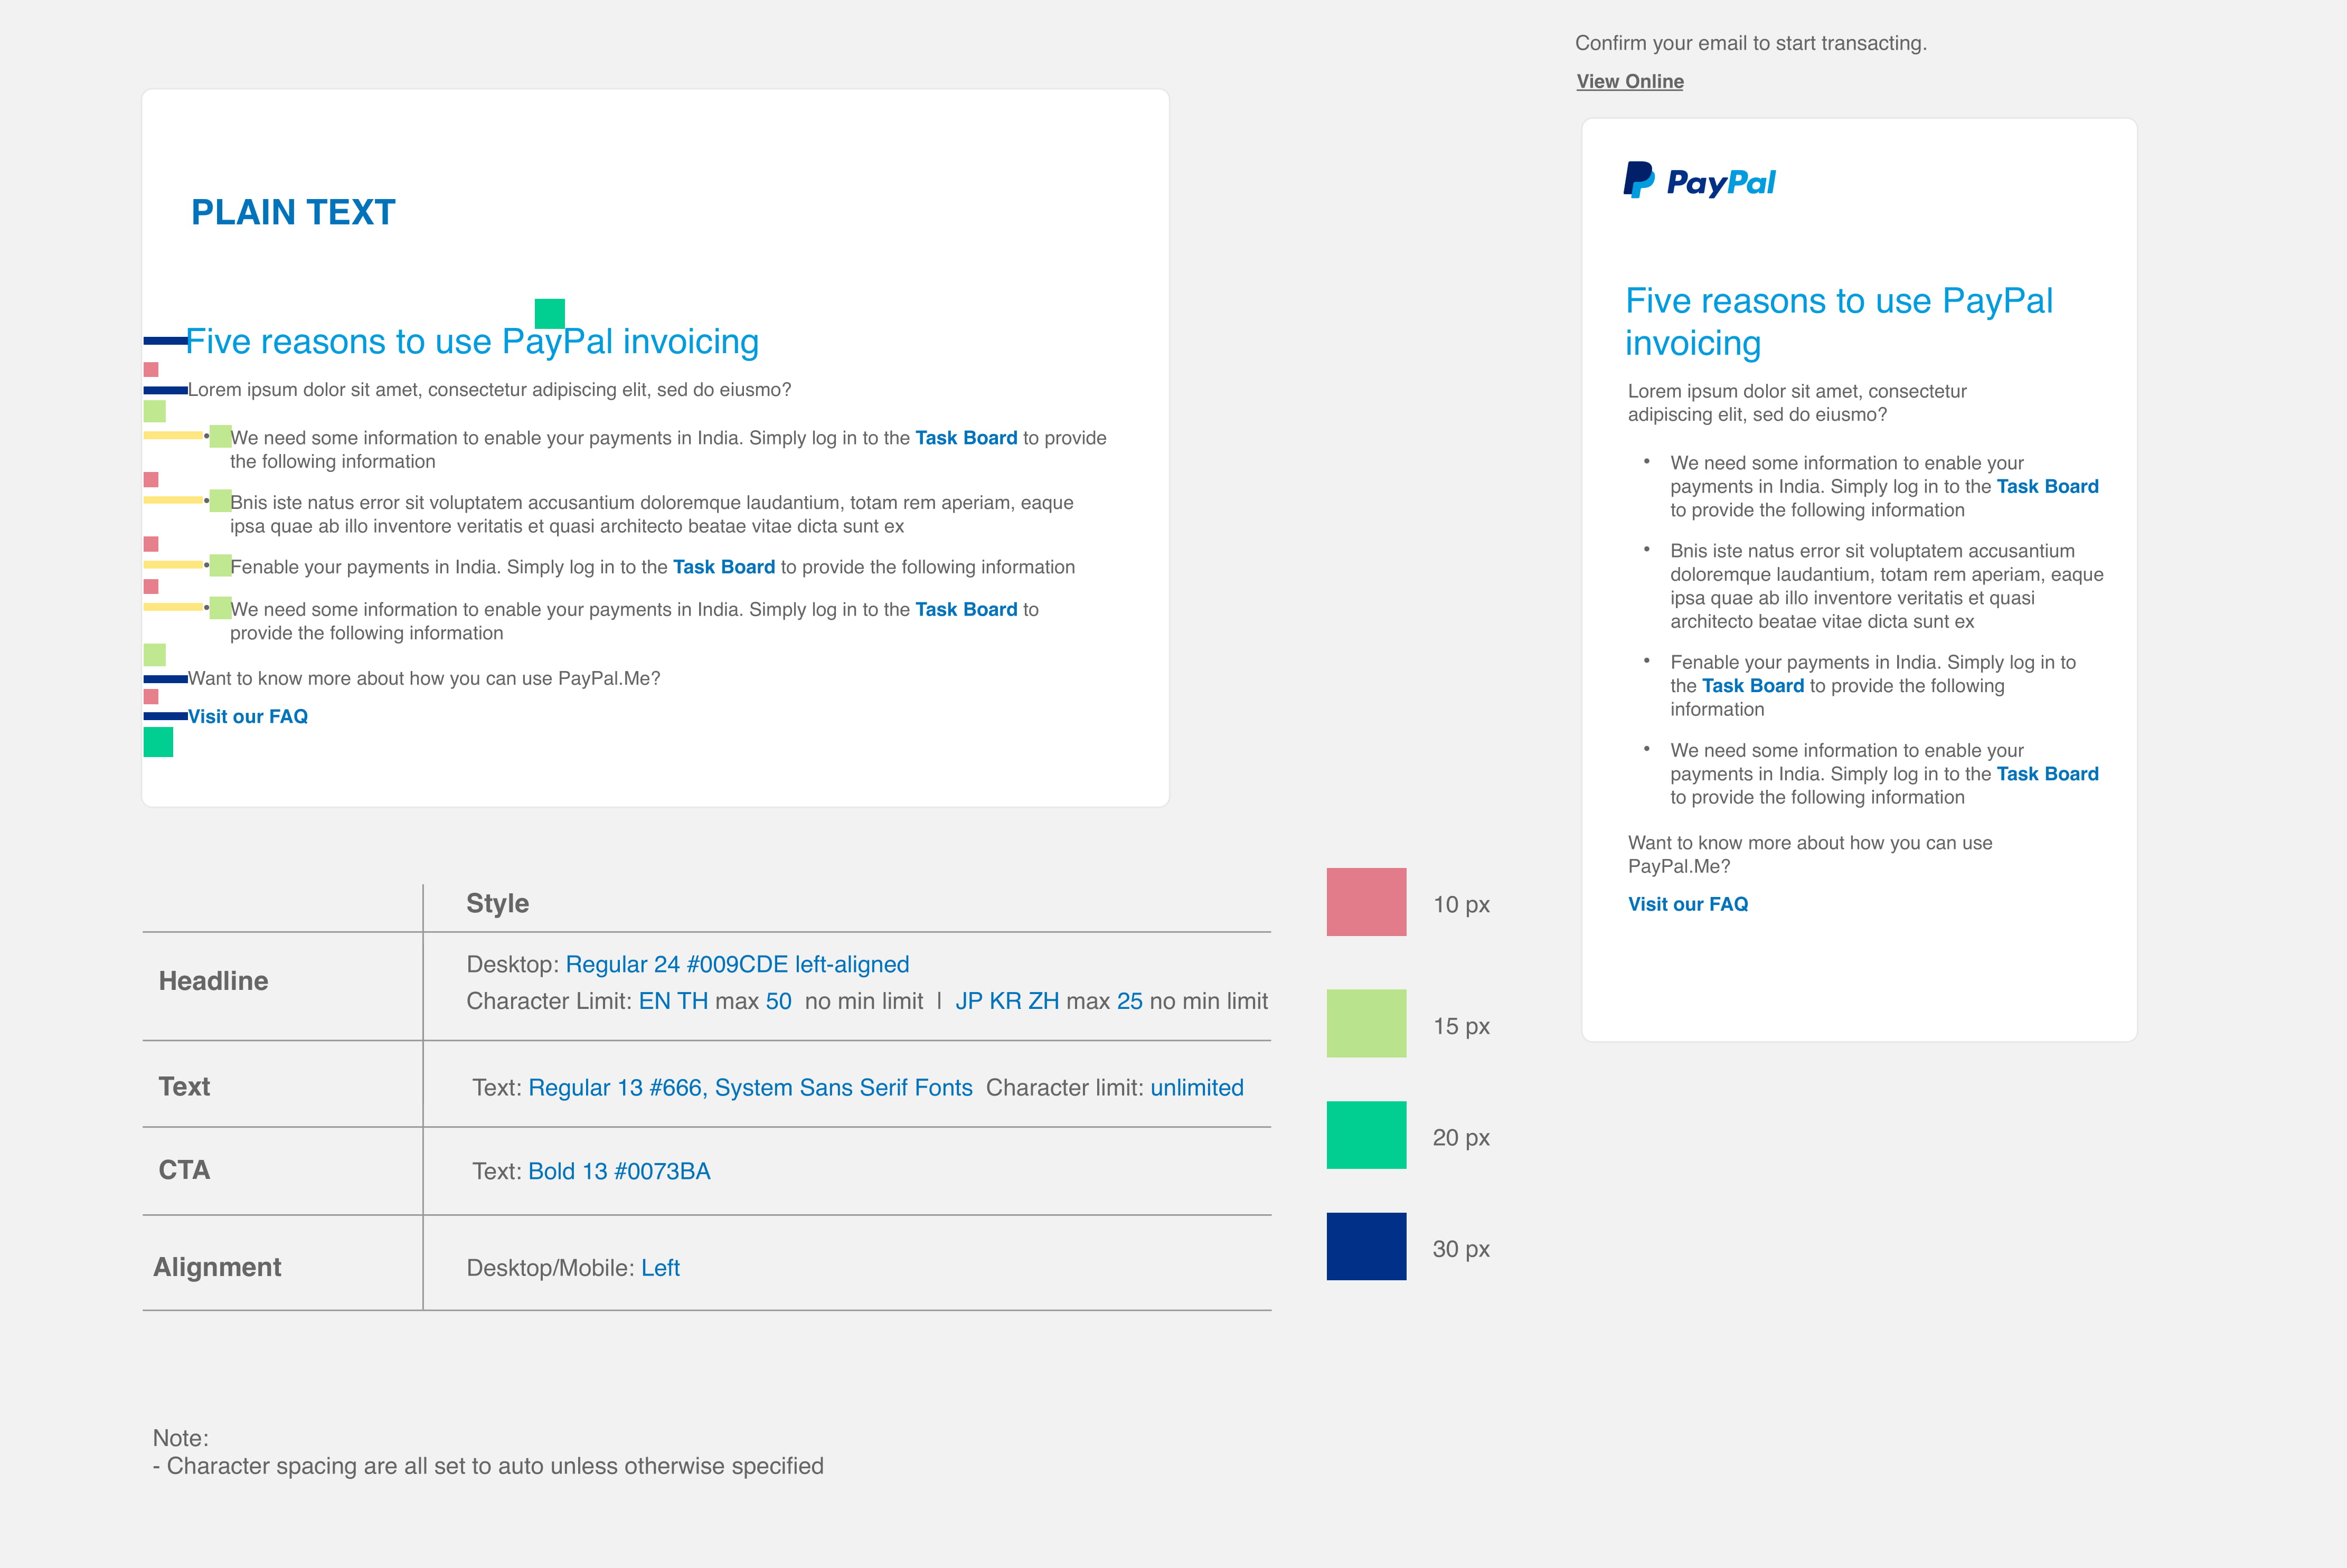 PLAIN TEXT
Five reasons to use PayPal invoicing
Lorem ipsum dolor sit amet, consectetur adipiscing elit, sed do eiusmo?
• We need some information to enable your payments in India. Simply log in to the Task Board to provide
the following information
• Bnis iste natus error sit voluptatem accusantium doloremque laudantium, totam rem aperiam, eaque
ipsa quae ab illo inventore veritatis et quasi architecto beatae vitae dicta sunt ex
• Fenable your payments in India. Simply log in to the Task Board to provide the following information
• We need some information to enable your payments in India. Simply log in to the Task Board to
provide the following information
Want to know more about how you can use PayPal.Me?
Visit our FAQ
Style
Headline
Desktop: Regular 24 #009CDE left-aligned
Character Limit: EN TH max 50 no min limit | JP KR ZH max 25 no min limit
Text
Text: Regular 13 #666, System Sans Serif Fonts Character limit: unlimited
CTA
Text: Bold 13 #0073BA
Alignment
Desktop/Mobile: Left
10 px
15 px
20 px
30 px
Note:
- Character spacing are all set to auto unless otherwise specified
Confirm your email to start transacting.
View Online
PayPal
Five reasons to use PayPal
invoicing
Lorem ipsum dolor sit amet, consectetur
adipiscing elit, sed do eiusmo?
• We need some information to enable your
payments in India. Simply log in to the Task Board
to provide the following information
• Bnis iste natus error sit voluptatem accusantium
doloremque laudantium, totam rem aperiam, eaque
ipsa quae ab illo inventore veritatis et quasi
architecto beatae vitae dicta sunt ex
• Fenable your payments in India. Simply log in to
the Task Board to provide the following
information
• We need some information to enable your
payments in India. Simply log in to the Task Board
to provide the following information
Want to know more about how you can use
PayPal.Me?
Visit our FAQ